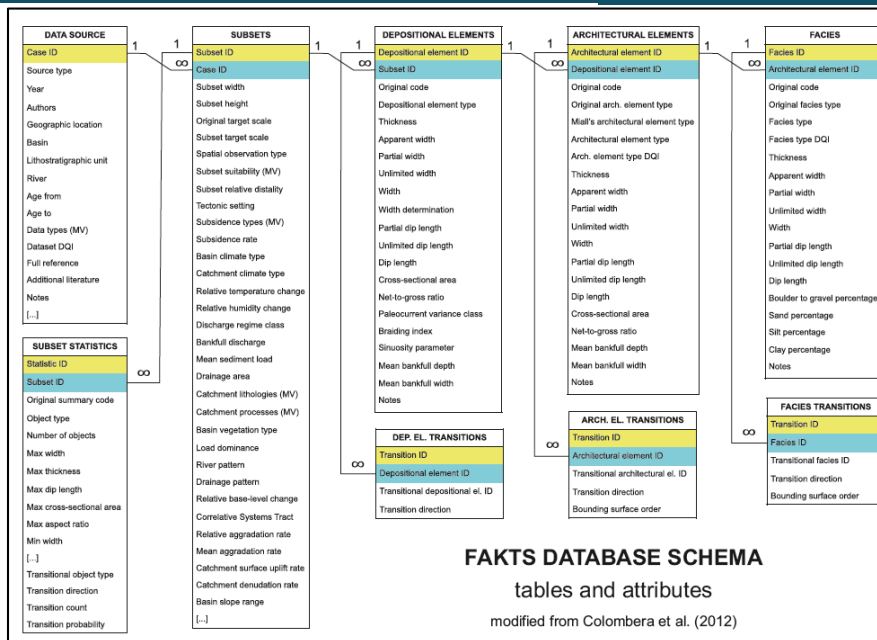 DATA SOURCE
Case ID
Source type
Year
Authors
Geographic location
Basin
Lithostratigraphic unit
River
Age from
Age to
Data types (MV)
Dataset DQI
Full reference
Additional literature
Notes
[...]
SUBSET STATISTICS
Statistic ID
Subset ID
Original summary code
Object type
Number of objects
Max width
Max thickness
Max dip length
Max cross-sectional area
Max aspect ratio
Min width
[...]
Transitional object type
Transition direction
Transition count
Transition probability
1
∞
1
∞
SUBSETS
Subset ID
Case ID
Subset width
Subset height
Original target scale
Subset target scale
Spatial observation type
Subset suitability (MV)
Subset relative distality
Tectonic setting
Subsidence types (MV)
Subsidence rate
Basin climate type
Catchment climate type
Relative temperature change
Relative humidity change
Discharge regime class
Bankfull discharge
Mean sediment load
Drainage area
Catchment lithologies (MV)
Catchment processes (MV)
Basin vegetation type
Load dominance
River pattern
Drainage pattern
Relative base-level change
Correlative Systems Tract
Relative aggradation rate
Mean aggradation rate
Catchment surface uplift rate
Catchment denudation rate
Basin slope range
[...]
1
1
∞
∞
DEPOSITIONAL ELEMENTS
Depositional element ID
Subset ID
Original code
Depositional element type
Thickness
Apparent width
Partial width
Unlimited width
Width
Width determination
Partial dip length
Unlimited dip length
Dip length
Cross-sectional area
Net-to-gross ratio
Paleocurrent variance class
Braiding index
Sinuosity parameter
Mean bankfull depth
Mean bankfull width
Notes
DEP. EL. TRANSITIONS
Transition ID
Depositional element ID
Transitional depositional el. ID
Transition direction
1
1
∞
∞
ARCHITECTURAL ELEMENTS
Architectural element ID
Depositional element ID
Original code
Original arch. element type
Miall's architectural element type
Architectural element type
Arch. element type DQI
Thickness
Apparent width
Partial width
Unlimited width
Width
Partial dip length
Unlimited dip length
Dip length
Cross-sectional area
Net-to-gross ratio
Mean bankfull depth
Mean bankfull width
Notes
ARCH. EL. TRANSITIONS
Transition ID
Architectural element ID
Transitional architectural el. ID
Transition direction
Bounding surface order
1
1
∞
∞
FACIES
Facies ID
Architectural element ID
Original code
Original facies type
Facies type
Facies type DQI
Thickness
Apparent width
Partial width
Unlimited width
Width
Partial dip length
Unlimited dip length
Dip length
Boulder to gravel percentage
Sand percentage
Silt percentage
Clay percentage
Notes
FACIES TRANSITIONS
Transition ID
Facies ID
Transitional facies ID
Transition direction
Bounding surface order
FAKTS DATABASE SCHEMA
tables and attributes
modified from Colombera et al. (2012)